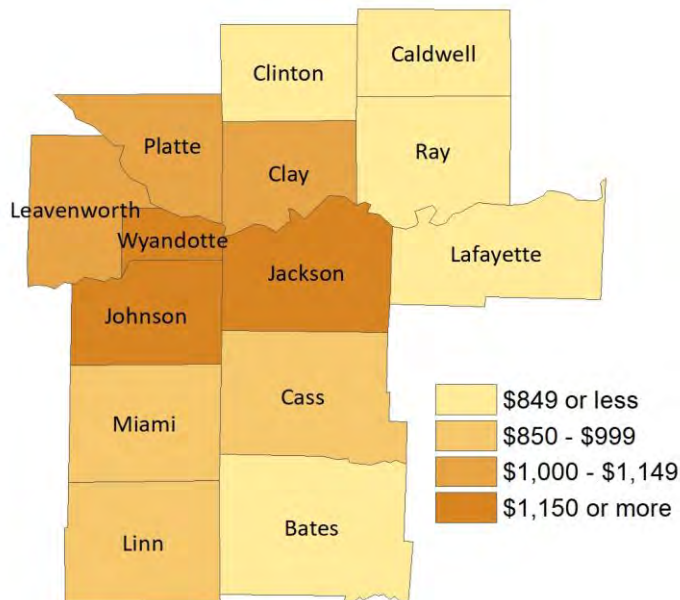 Caldwell
Clinton
Platte
Clay
Ray
Leavenworth
Wyandotte
Jackson
Lafayette
Johnson
Cass
Miami
Linn
Bates
$849 or less
$850 - $999
$1,000 - $1,149
$1,150 or more